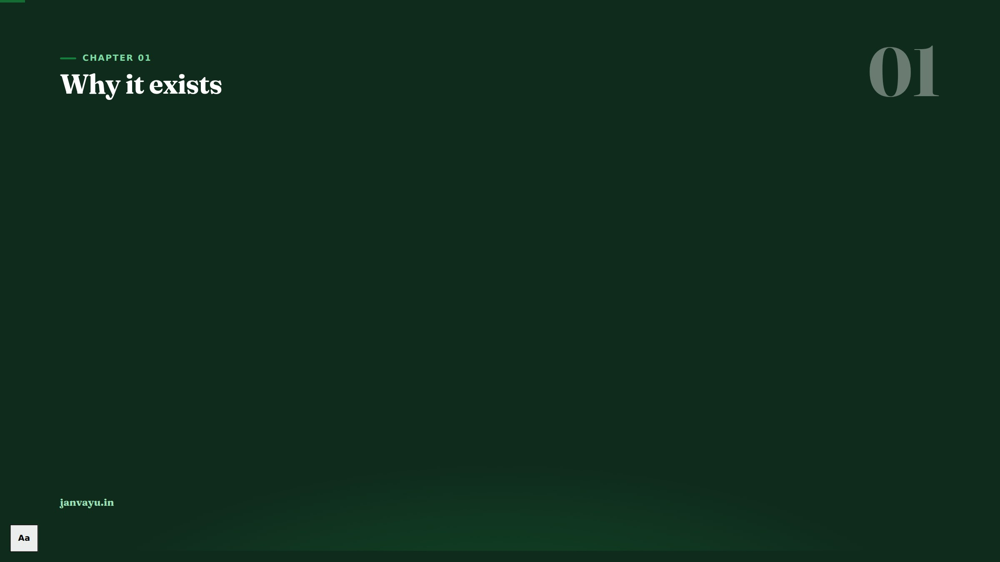 CHAPTER 01
Why it exists
01
janvayu.in
Aa